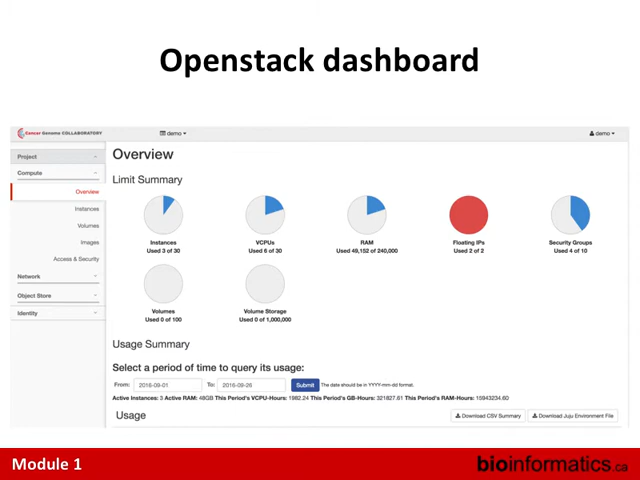 Openstack dashboard
Cancer Genome COLLABORATORY
demo
demo
Project
Compute
Overview
Instances
Volumes
Images
Access & Security
Network
Object Store
Identity
Overview
Limit Summary
Instances
Used 3 of 30
VCPUs
Used 6 of 30
RAM
Used 49,152 of 240,000
Floating IPs
Used 2 of 2
Security Groups
Used 4 of 10
Volumes
Used 0 of 100
Volume Storage
Used 0 of 1,000,000
Usage Summary
Select a period of time to query its usage:
From: 2016-09-01 To: 2016-09-26 Submit The date should be in YYYY-mm-dd format.
Active Instances: 3 Active RAM: 48GB This Period's VCPU-Hours: 1982.24 This Period's GB-Hours: 321827.61 This Period's RAM-Hours: 15943234.60
Usage
Download CSV Summary
Download Juju Environment File
Module 1
bioinformatics.ca